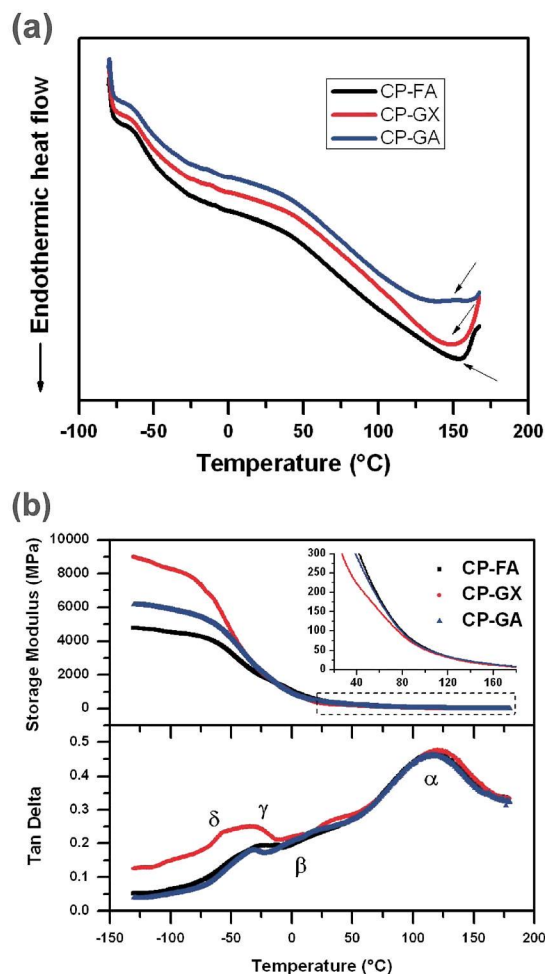 (a)
CP-FA
CP-GX
CP-GA
Endothermic heat flow
-100 -50 0 50 100 150 200
Temperature (°C)
(b)
10000
8000
6000
4000
2000
0
Storage Modulus (MPa)
300
250
200
150
100
50
0
40 80 120 160
CP-FA
CP-GX
CP-GA
0.5
0.4
0.3
0.2
0.1
0.0
Tan Delta
δ
γ
β
α
-150 -100 -50 0 50 100 150 200
Temperature (°C)